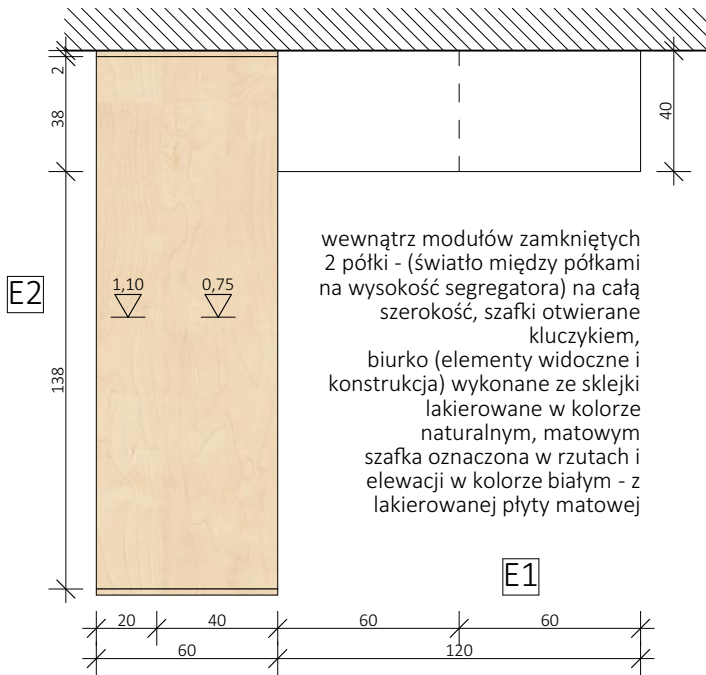 2
38
40
wewnątrz modułów zamkniętych
2 półki - (światło między półkami
na wysokość segregatora) na całą
szerokość, szafki otwierane
kluczykiem,
biurko (elementy widoczne i
konstrukcja) wykonane ze sklejki
lakierowane w kolorze
naturalnym, matowym
szafka oznaczona w rzutach i
elewacji w kolorze białym - z
lakierowanej płyty matowej
E2
1,10
0,75
138
E1
20
40
60
60
60
120